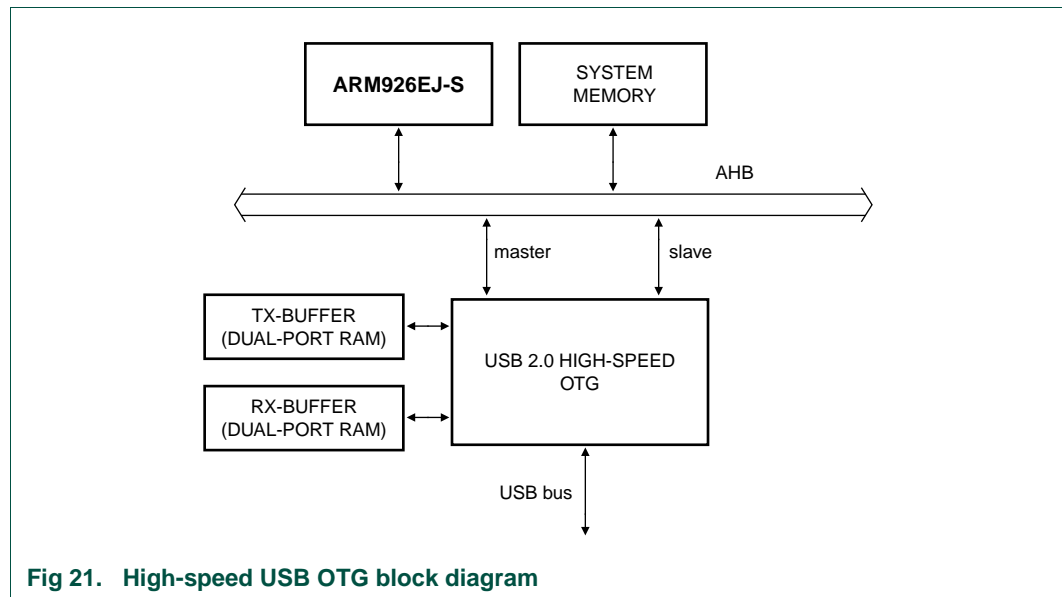 ARM926EJ-S
SYSTEM
MEMORY
AHB
master
slave
TX-BUFFER
(DUAL-PORT RAM)
USB 2.0 HIGH-SPEED
OTG
RX-BUFFER
(DUAL-PORT RAM)
USB bus
Fig 21. High-speed USB OTG block diagram